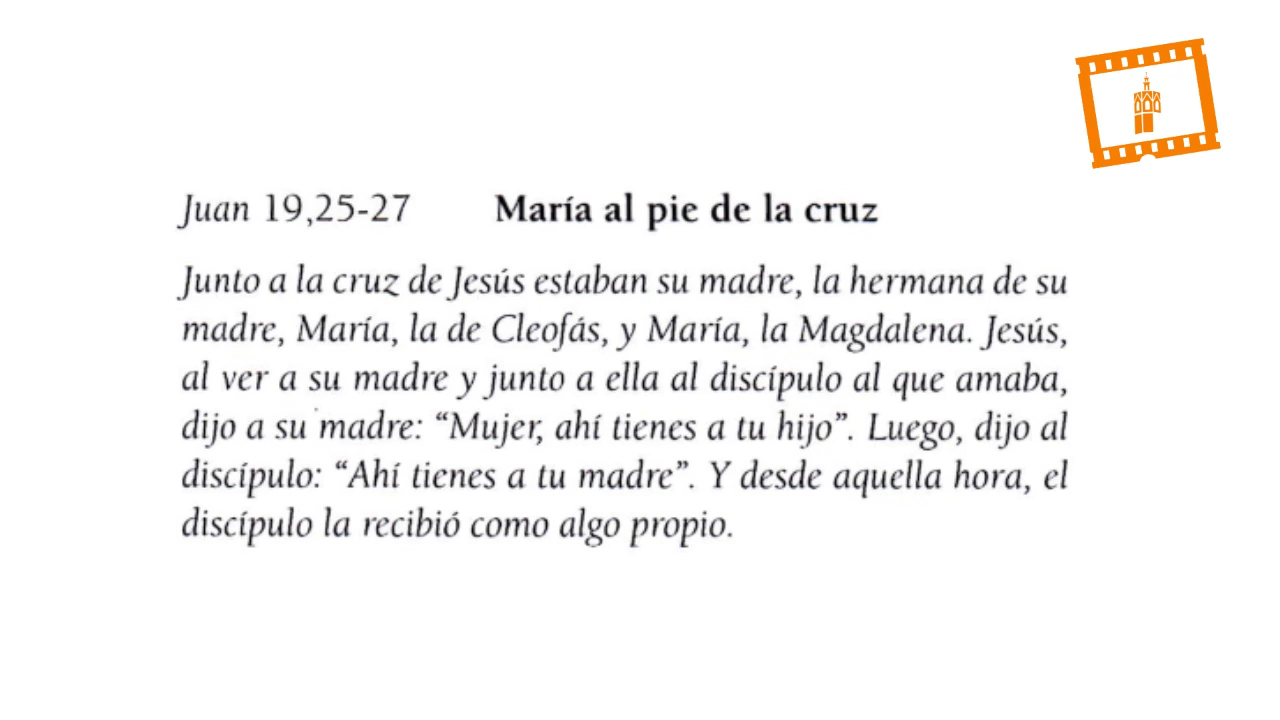 Juan 19,25-27 María al pie de la cruz
Junto a la cruz de Jesús estaban su madre, la hermana de su
madre, María, la de Cleofás, y María, la Magdalena. Jesús,
al ver a su madre y junto a ella al discípulo al que amaba,
dijo a su madre: “Mujer, ahí tienes a tu hijo”. Luego, dijo al
discípulo: “Ahí tienes a tu madre”. Y desde aquella hora, el
discípulo la recibió como algo propio.